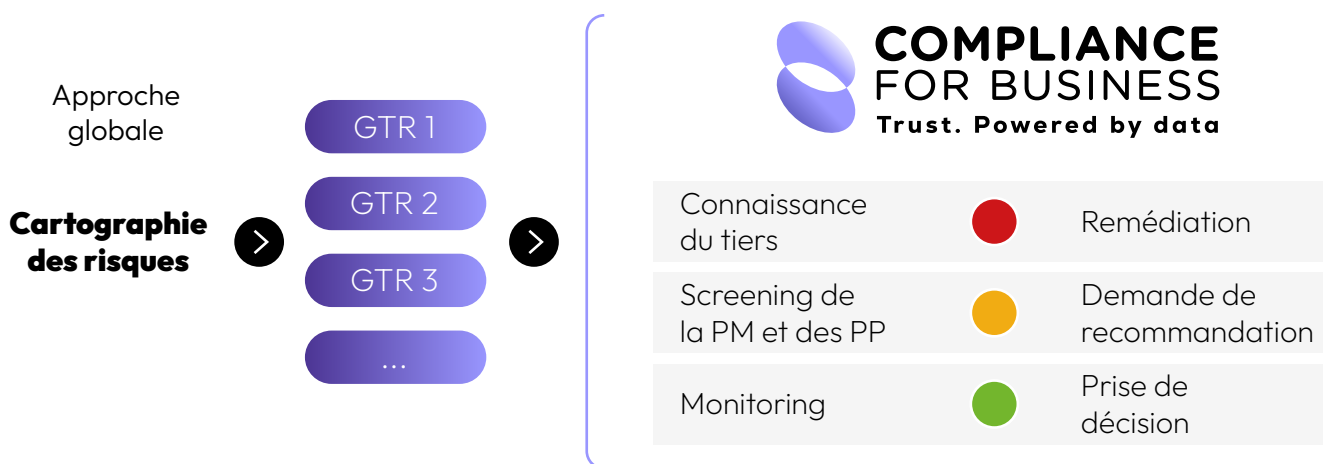 Approche
globale
Cartographie
des risques
GTR 1
GTR 2
GTR 3
...
COMPLIANCE
FOR BUSINESS
Trust. Powered by data
Connaissance
du tiers
Remédiation
Screening de
la PM et des PP
Demande de
recommandation
Monitoring
Prise de
décision